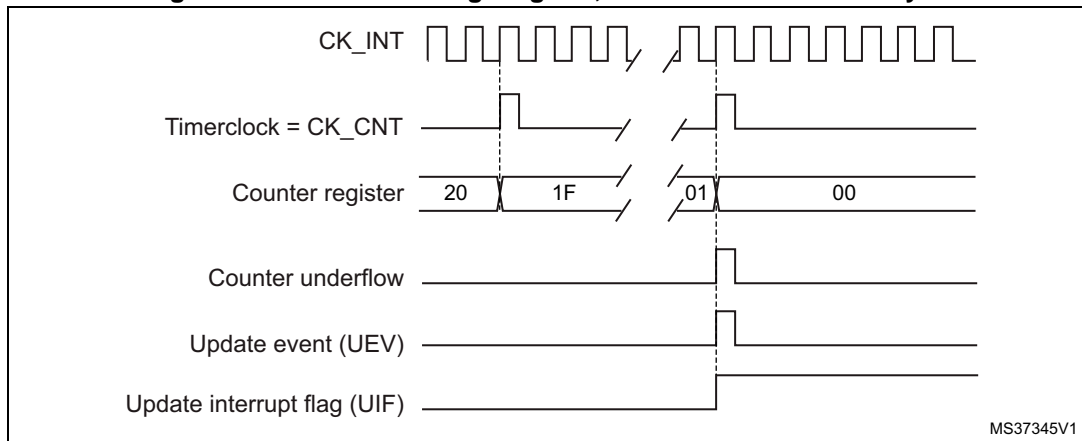 CK_INT
Timerclock = CK_CNT
Counter register 20 1F 01 00
Counter underflow
Update event (UEV)
Update interrupt flag (UIF)
MS37345V1